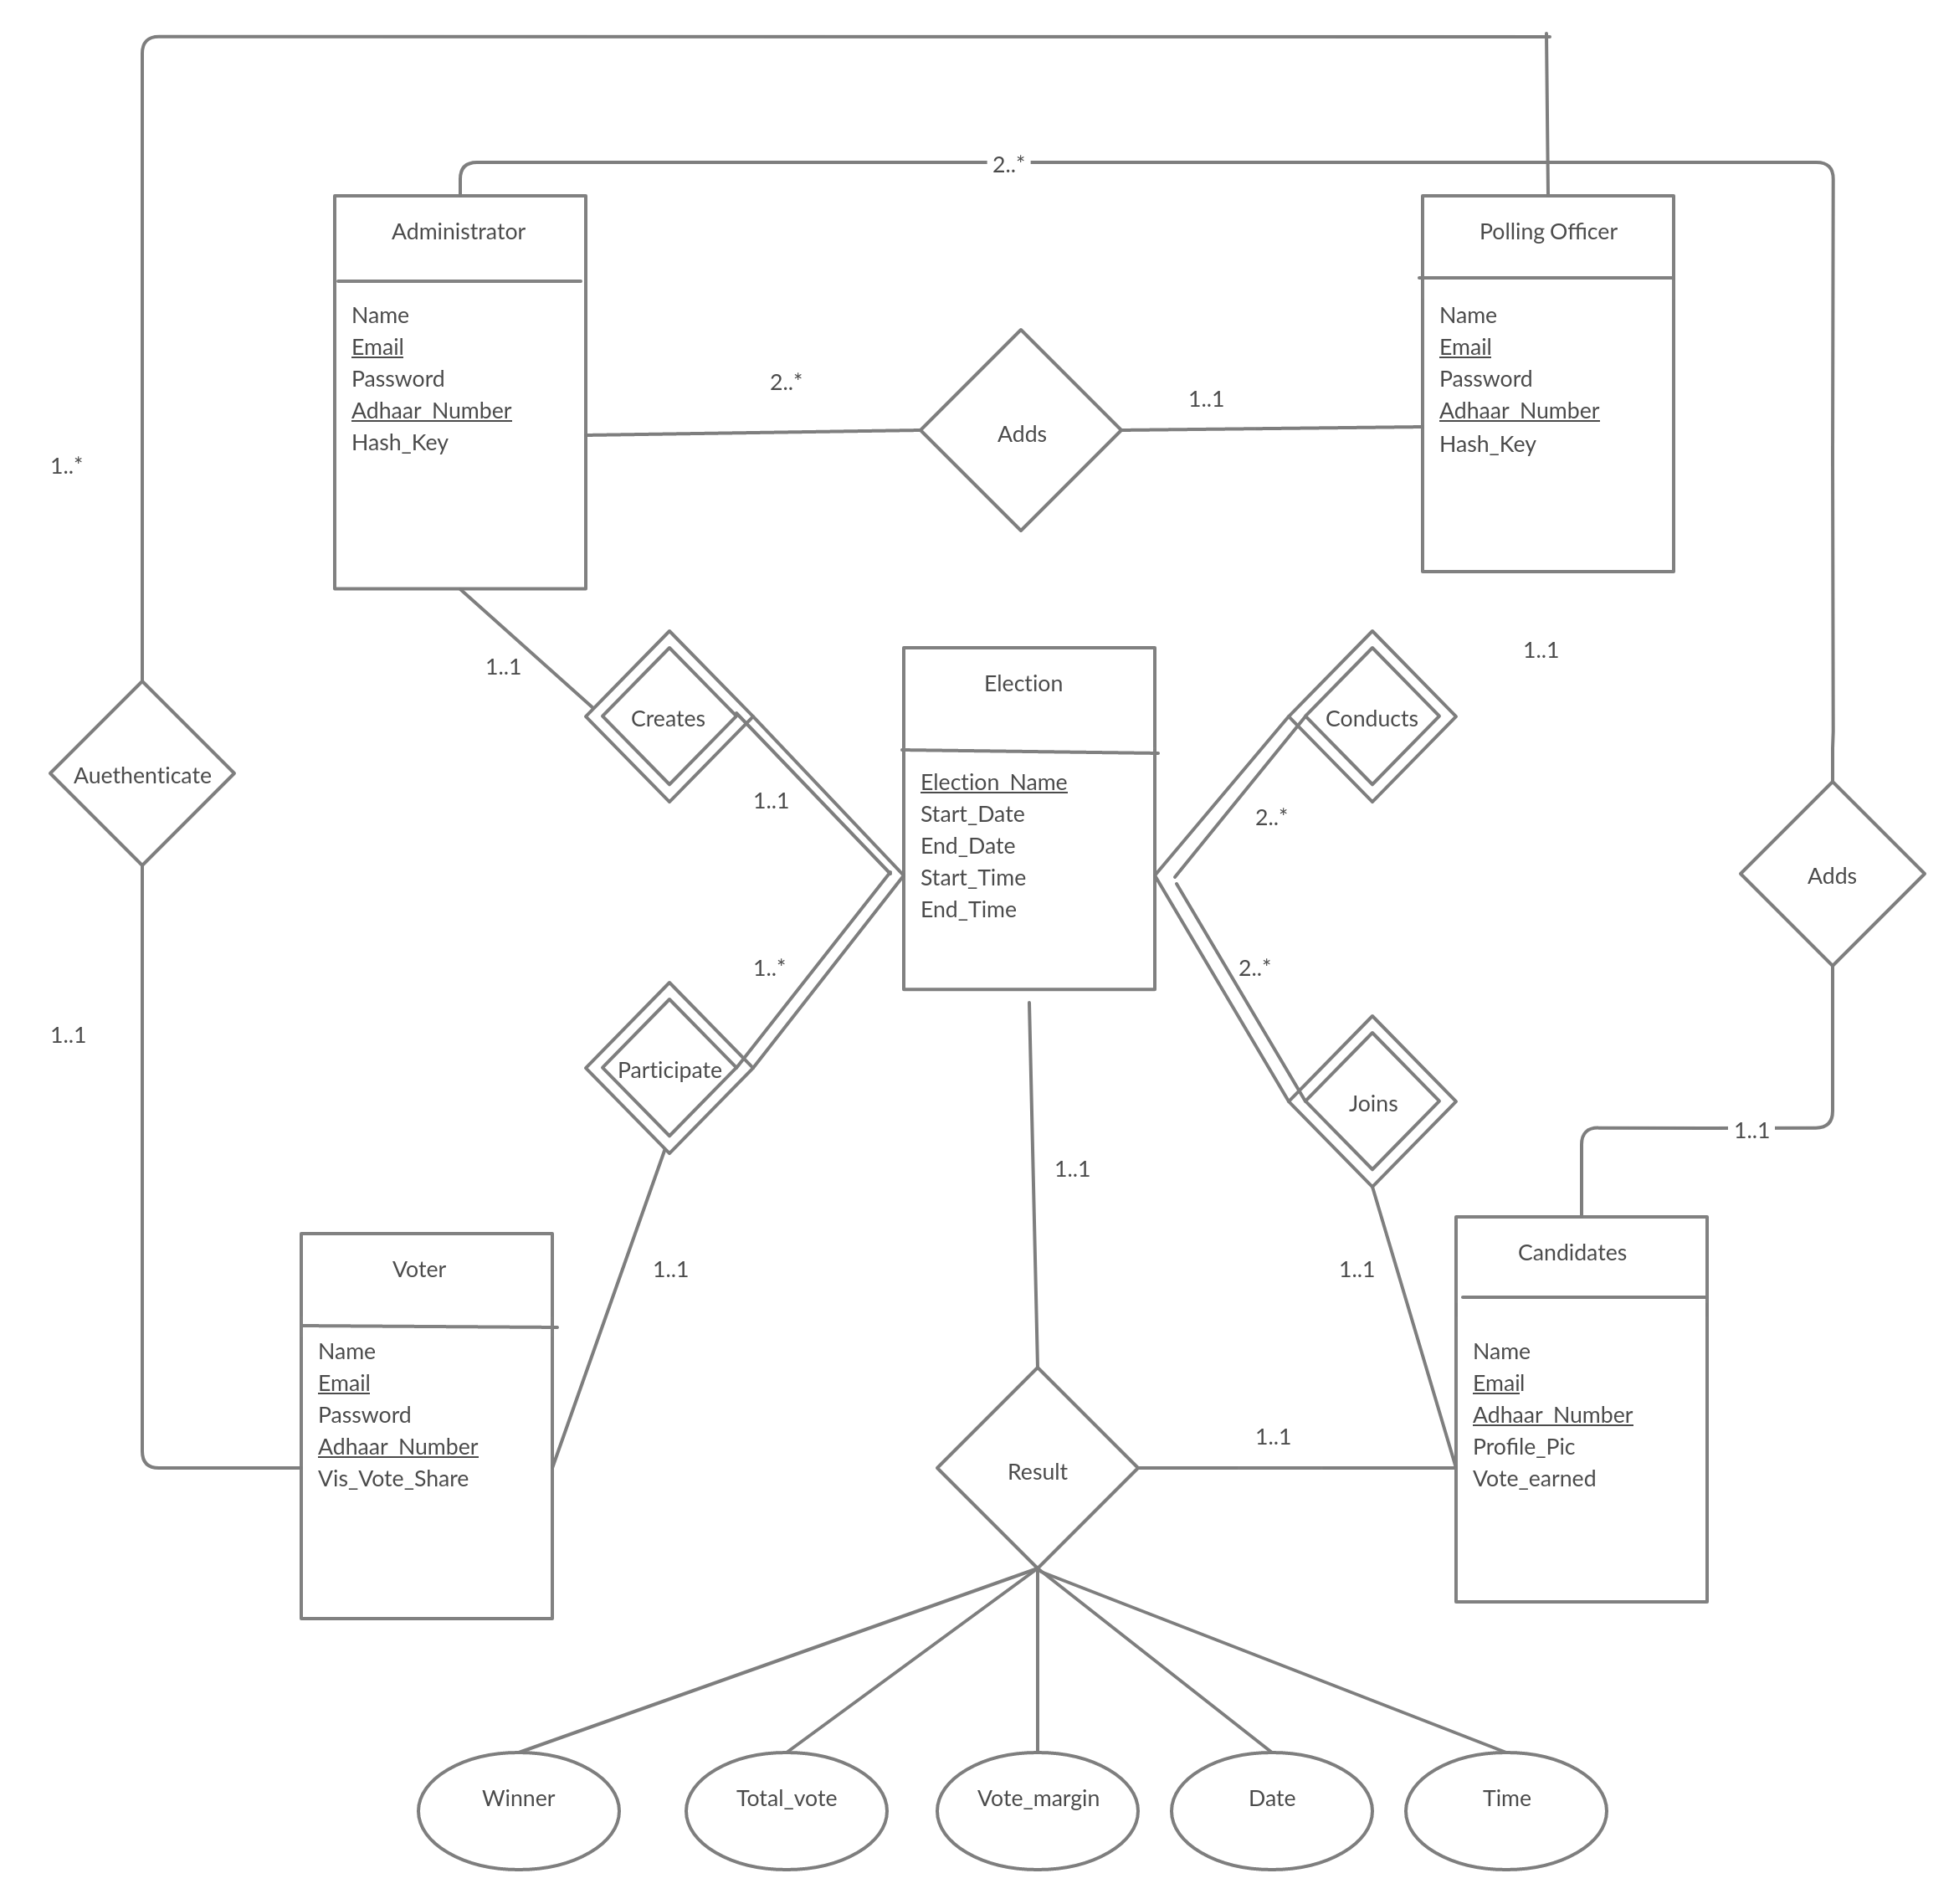 2..*
Administrator
Name
Email
Password
Adhaar_Number
Hash_Key
Polling Officer
Name
Email
Password
Adhaar_Number
Hash_Key
2..*
Adds
1..1
1..*
1..1
Creates
1..1
Election
Election_Name
Start_Date
End_Date
Start_Time
End_Time
Conducts
1..1
2..*
Auethenticate
Adds
1..*
2..*
1..1
Participate
Joins
1..1
1..1
1..1
1..1
Voter
Name
Email
Password
Adhaar_Number
Vis_Vote_Share
Candidates
Name
Email
Adhaar_Number
Profile_Pic
Vote_earned
1..1
Result
Winner
Total_vote
Vote_margin
Date
Time